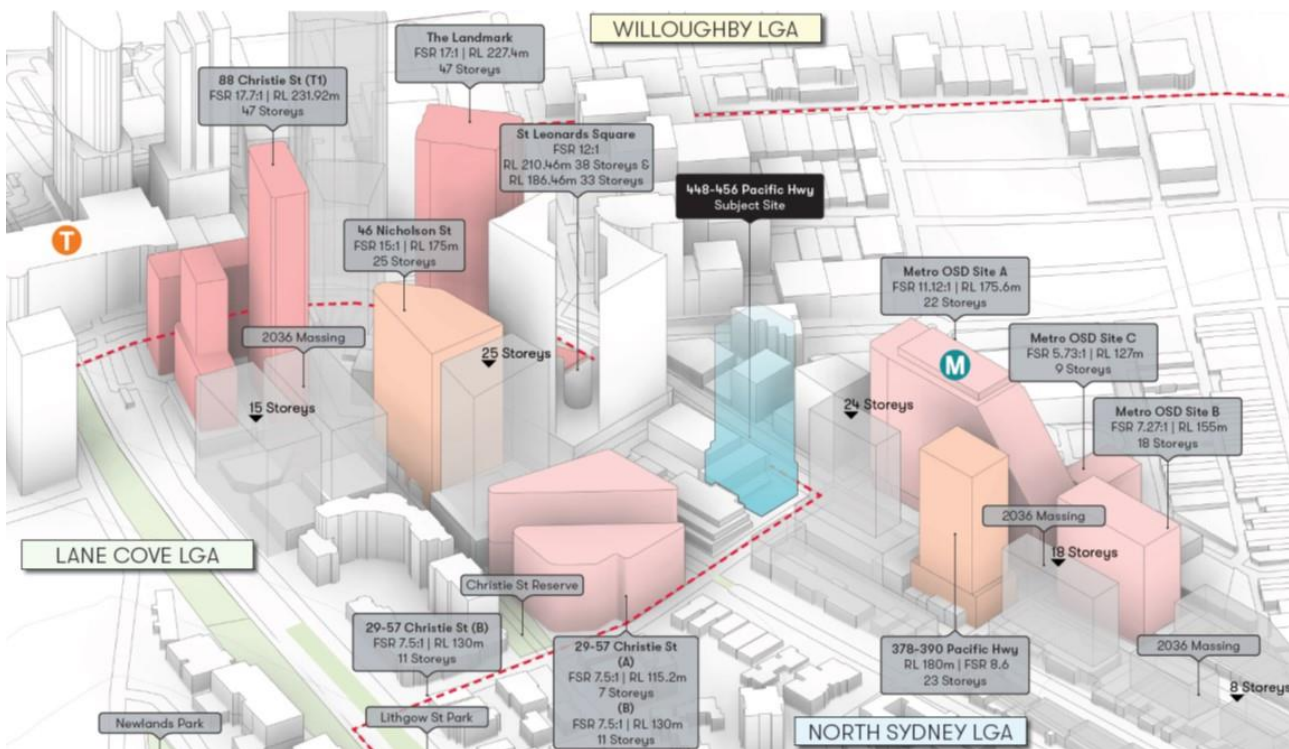 WILLOUGHBY LGA
The Landmark
FSR 17:1 | RL 227.4m
47 Storeys
88 Christie St (T1)
FSR 17.7:1 | RL 231.92m
47 Storeys
St Leonards Square
FSR 12:1
RL 210.46m 38 Storeys &
RL 186.46m 33 Storeys
448-456 Pacific Hwy
Subject Site
T
46 Nicholson St
FSR 15:1 | RL 175m
25 Storeys
Metro OSD Site A
FSR 11.12:1 | RL 175.6m
22 Storeys
2036 Massing
25 Storeys
M
Metro OSD Site C
FSR 5.73:1 | RL 127m
9 Storeys
15 Storeys
24 Storeys
Metro OSD Site B
FSR 7.27:1 | RL 155m
18 Storeys
2036 Massing
18 Storeys
LANE COVE LGA
Christie St Reserve
29-57 Christie St (B)
FSR 7.5:1 | RL 130m
11 Storeys
29-57 Christie St
(A)
FSR 7.5:1 | RL 115.2m
7 Storeys
(B)
FSR 7.5:1 | RL 130m
11 Storeys
378-390 Pacific Hwy
RL 180m | FSR 8.6
23 Storeys
2036 Massing
8 Storeys
Newlands Park
Lithgow St Park
NORTH SYDNEY LGA